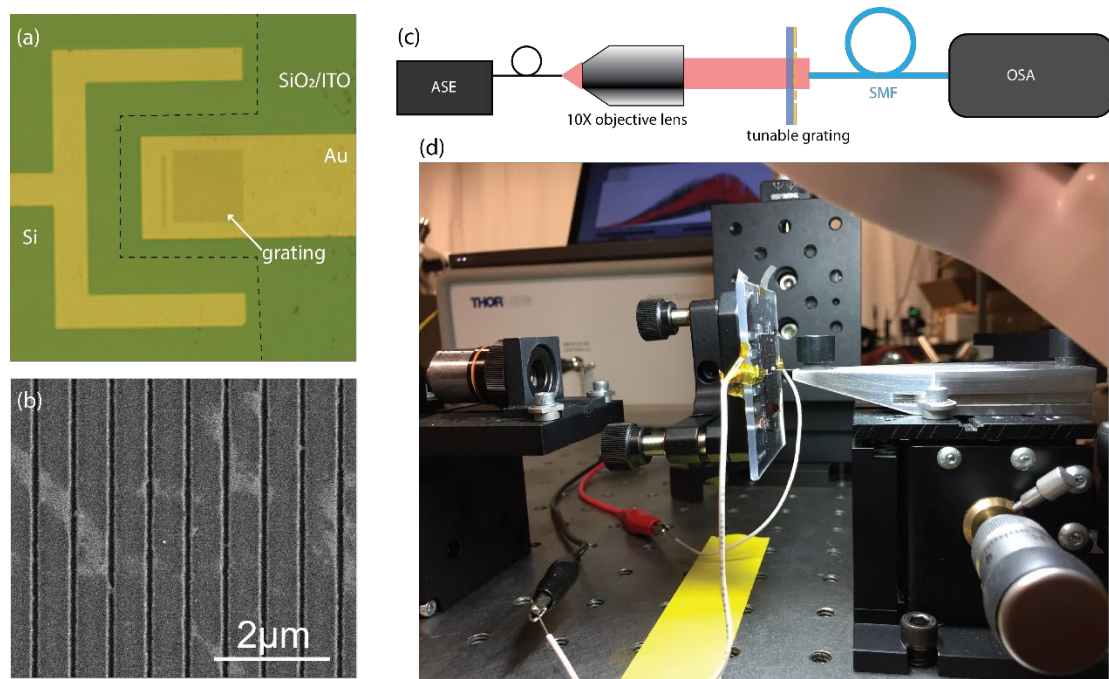 (a)
SiO₂/ITO
Au
Si
grating
(b)
2μm
(c)
ASE
10X objective lens
tunable grating
SMF
OSA
(d)
THOR